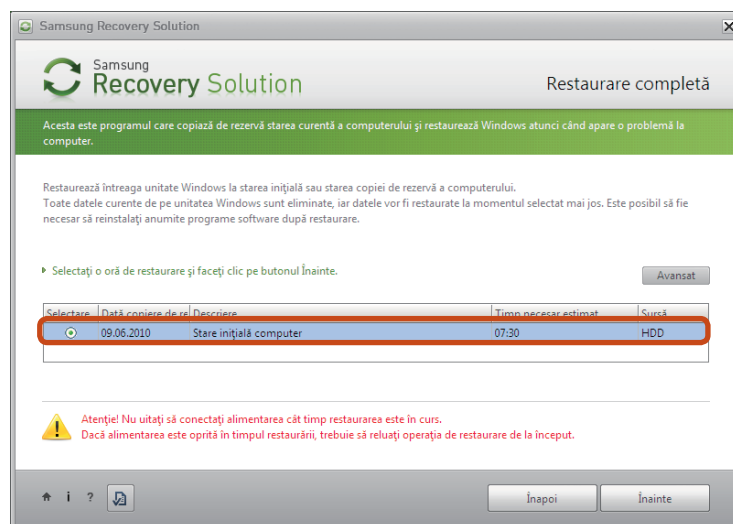 Samsung Recovery Solution
Samsung
Recovery Solution
Restaurare completă
Acesta este programul care copiază de rezervă starea curentă a computerului şi restaurează Windows atunci când apare o problemă la
computer.
Restaurează întreaga unitate Windows la starea iniţială sau starea copiei de rezervă a computerului.
Toate datele curente de pe unitatea Windows sunt eliminate, iar datele vor fi restaurate la momentul selectat mai jos. Este posibil să fie
necesar să reinstalaţi anumite programe software după restaurare.
Selectaţi o oră de restaurare şi faceţi clic pe butonul Înainte.
Avansat
Selectare Dată copiere de re Descriere Timp necesar estimat Sursă
09.06.2010 Stare iniţială computer 07:30 HDD
Atenţie! Nu uitaţi să conectaţi alimentarea cât timp restaurarea este în curs.
Dacă alimentarea este oprită în timpul restaurării, trebuie să reluaţi operaţia de restaurare de la început.
i ?
Înapoi Înainte